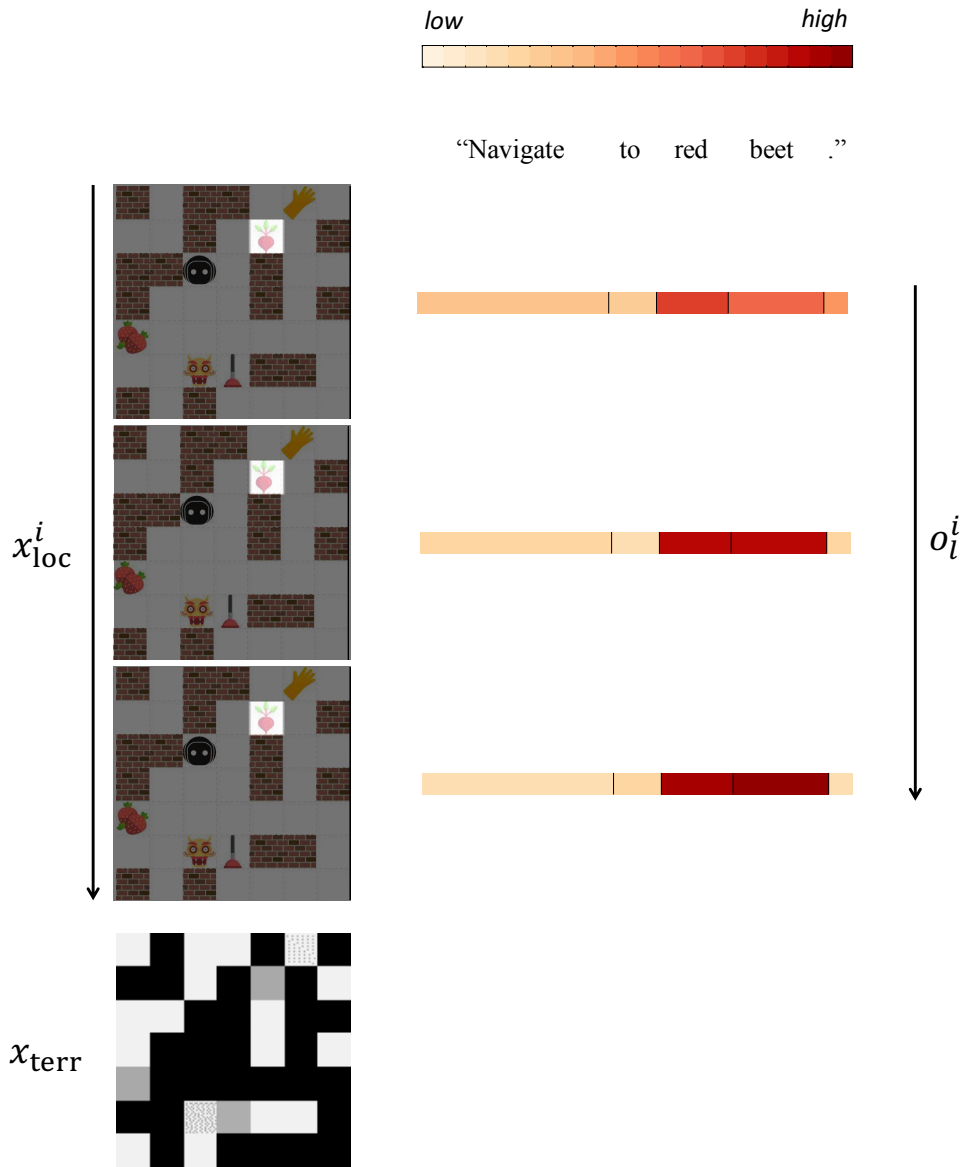 low high
“Navigate to red beet .”
x_loc^i
o_l^i
x_terr